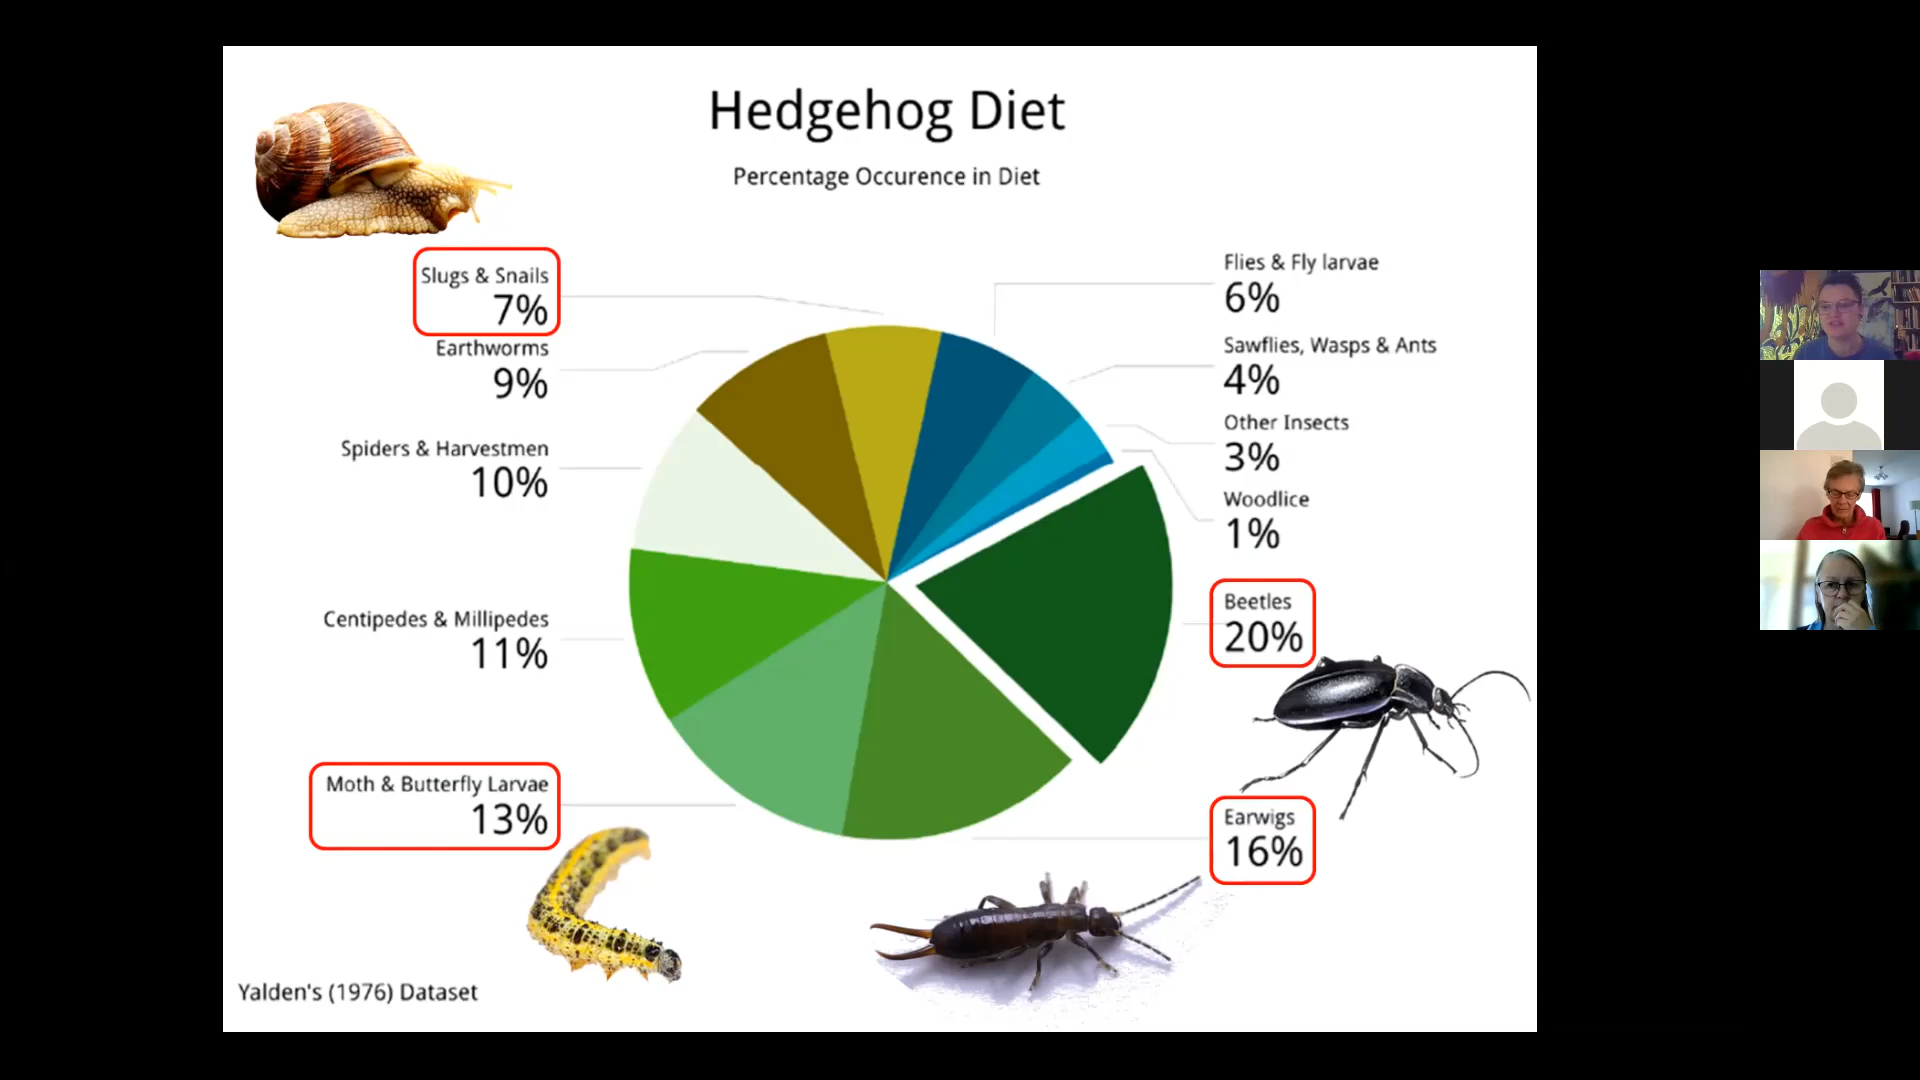 Hedgehog Diet
Percentage Occurence in Diet
Slugs & Snails
7%
Earthworms
9%
Spiders & Harvestmen
10%
Centipedes & Millipedes
11%
Moth & Butterfly Larvae
13%
Flies & Fly larvae
6%
Sawflies, Wasps & Ants
4%
Other Insects
3%
Woodlice
1%
Beetles
20%
Earwigs
16%
Yalden's (1976) Dataset